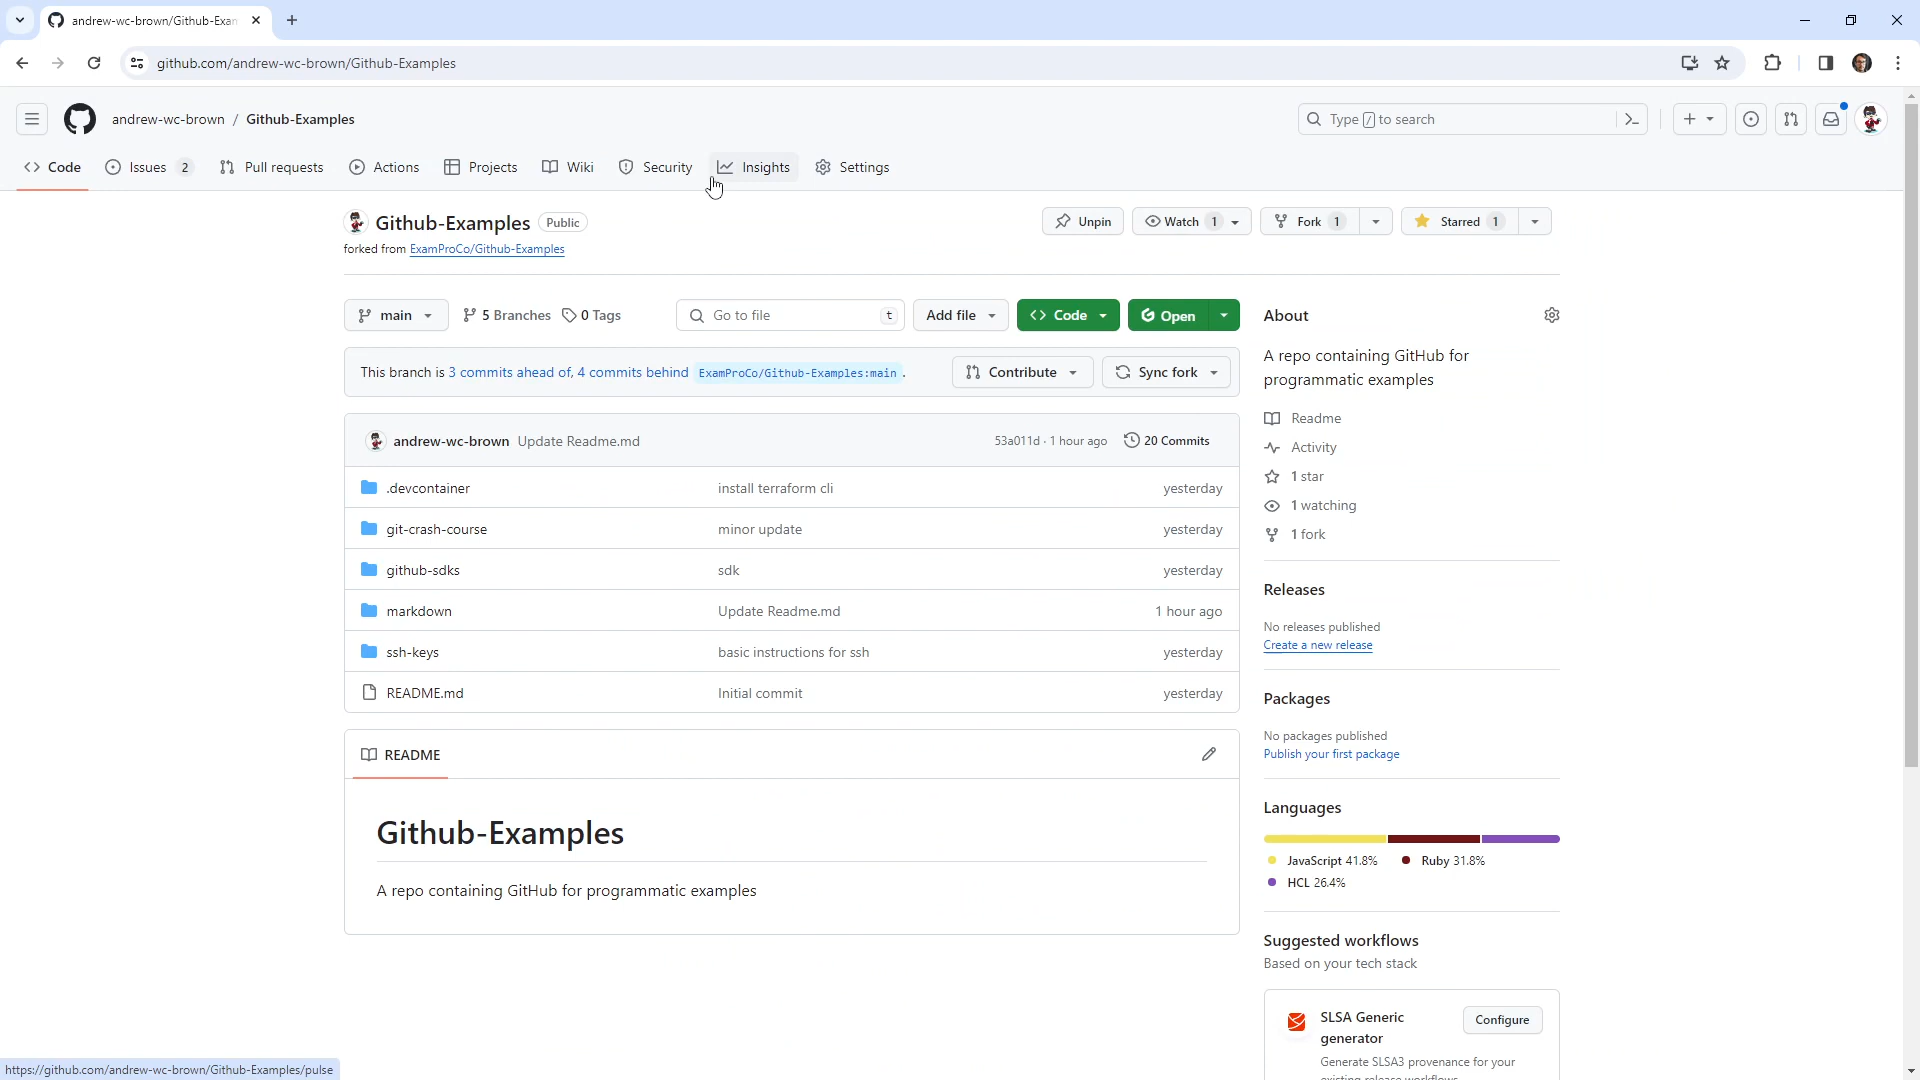 andrew-wc-brown/Github-Exam
github.com/andrew-wc-brown/Github-Examples
andrew-wc-brown / Github-Examples
Type / to search
Code
Issues 2
Pull requests
Actions
Projects
Wiki
Security
Insights
Settings
Github-Examples Public
Unpin
Watch 1
Fork 1
Starred 1
forked from ExamProCo/Github-Examples
main
5 Branches
0 Tags
Go to file t
Add file
Code
Open
This branch is 3 commits ahead of, 4 commits behind ExamProCo/Github-Examples:main .
Contribute
Sync fork
andrew-wc-brown Update Readme.md 53a011d · 1 hour ago 20 Commits
.devcontainer install terraform cli yesterday
git-crash-course minor update yesterday
github-sdks sdk yesterday
markdown Update Readme.md 1 hour ago
ssh-keys basic instructions for ssh yesterday
README.md Initial commit yesterday
README
Github-Examples
A repo containing GitHub for programmatic examples
About
A repo containing GitHub for
programmatic examples
Readme
Activity
1 star
1 watching
1 fork
Releases
No releases published
Create a new release
Packages
No packages published
Publish your first package
Languages
JavaScript 41.8% Ruby 31.8%
HCL 26.4%
Suggested workflows
Based on your tech stack
SLSA Generic
generator
Configure
Generate SLSA3 provenance for your
existing release workflows
https://github.com/andrew-wc-brown/Github-Examples/pulse